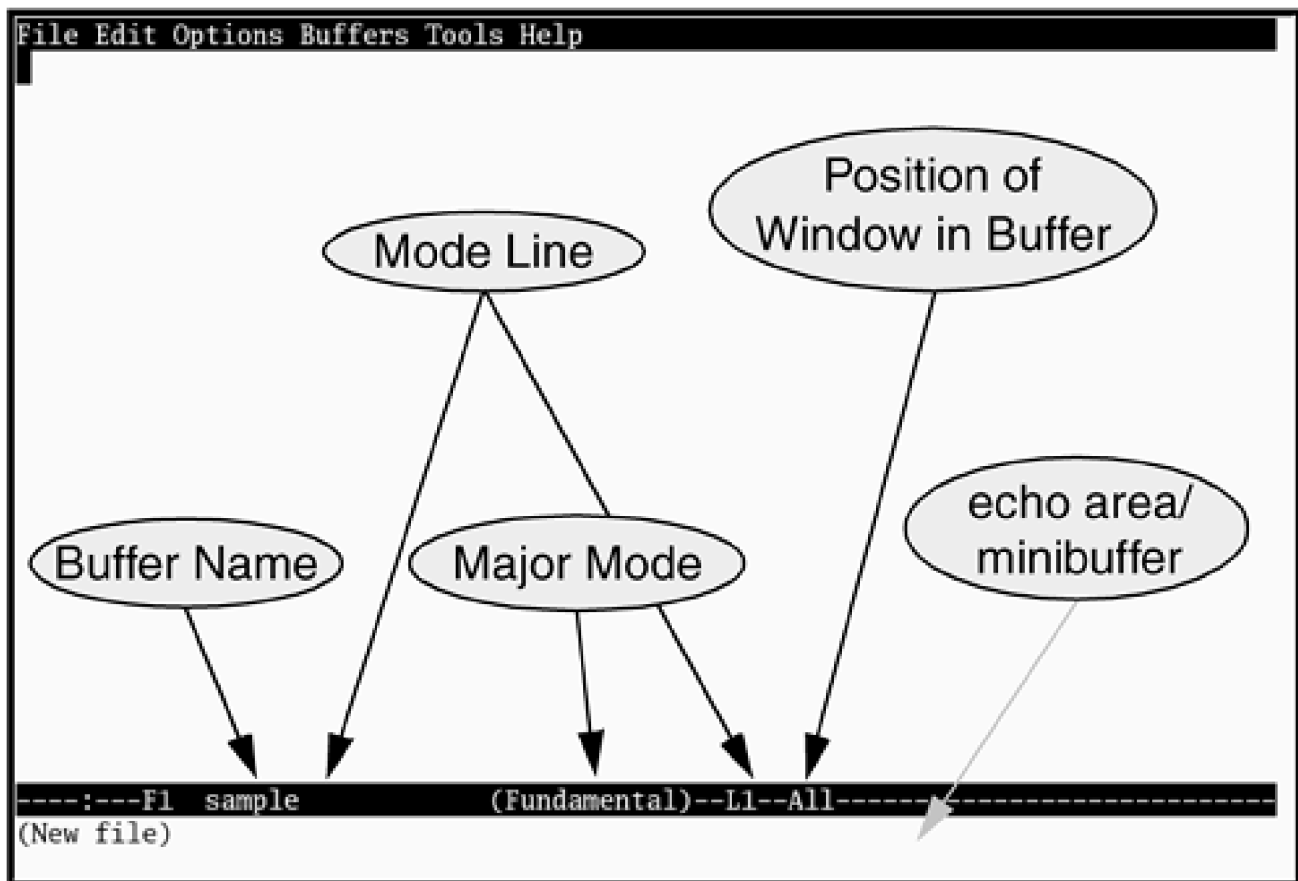 File Edit Options Buffers Tools Help
Position of
Window in Buffer
Mode Line
echo area/
minibuffer
Buffer Name
Major Mode
----:---F1  sample            (Fundamental)--L1--All----------------------------
(New file)